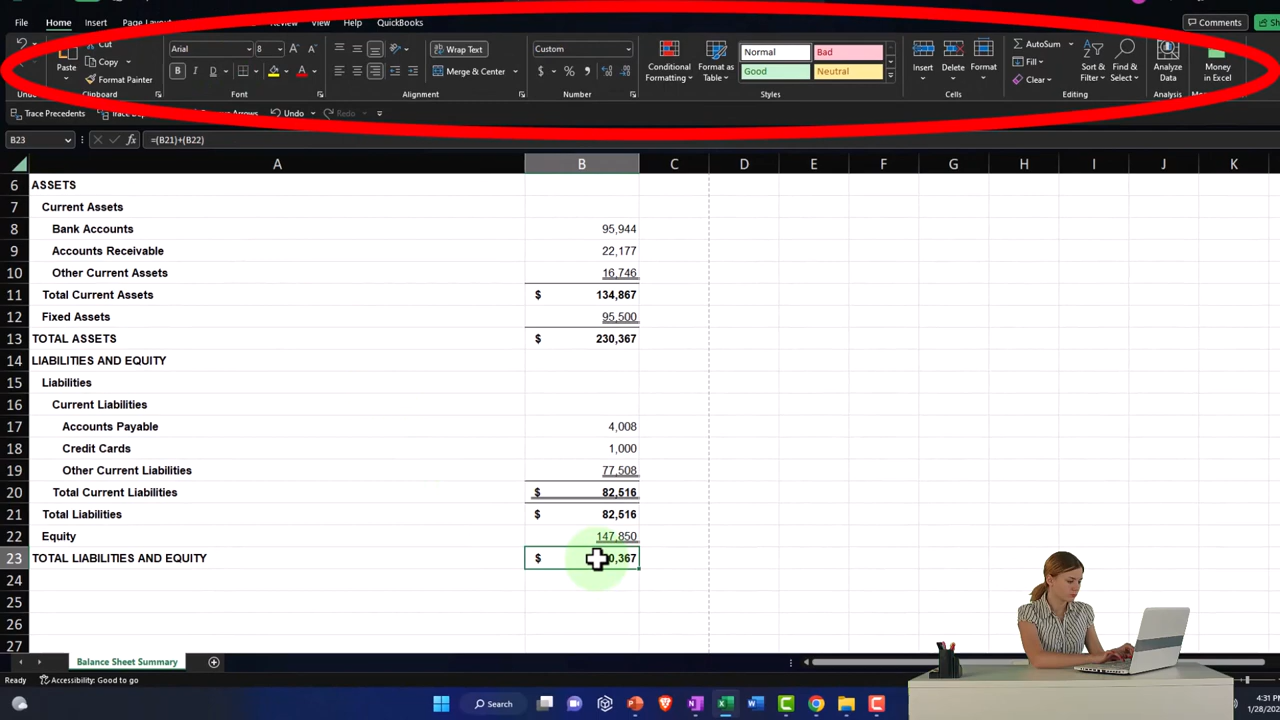 File Home Insert Page Layout Review View Help QuickBooks Comments
Cut
Copy
Format Painter
Paste
Arial 8
Wrap Text
Merge & Center
Custom
Conditional Formatting
Format as Table
Normal Bad
Good Neutral
Insert Delete Format
AutoSum
Fill
Clear
Sort & Filter
Find & Select
Analyze Data
Money in Excel
Clipboard Font Alignment Number Styles Cells Editing Analysis
Trace Precedents Undo Redo
B23 fx =(B21)+(B22)
A B C D E F G H I J K
6 ASSETS
7 Current Assets
8 Bank Accounts 95,944
9 Accounts Receivable 22,177
10 Other Current Assets 16,746
11 Total Current Assets $ 134,867
12 Fixed Assets 95,500
13 TOTAL ASSETS $ 230,367
14 LIABILITIES AND EQUITY
15 Liabilities
16 Current Liabilities
17 Accounts Payable 4,008
18 Credit Cards 1,000
19 Other Current Liabilities 77,508
20 Total Current Liabilities $ 82,516
21 Total Liabilities $ 82,516
22 Equity 147,850
23 TOTAL LIABILITIES AND EQUITY $ 0,367
24
25
26
27
Balance Sheet Summary
Ready Accessibility: Good to go
Search
4:31 PM